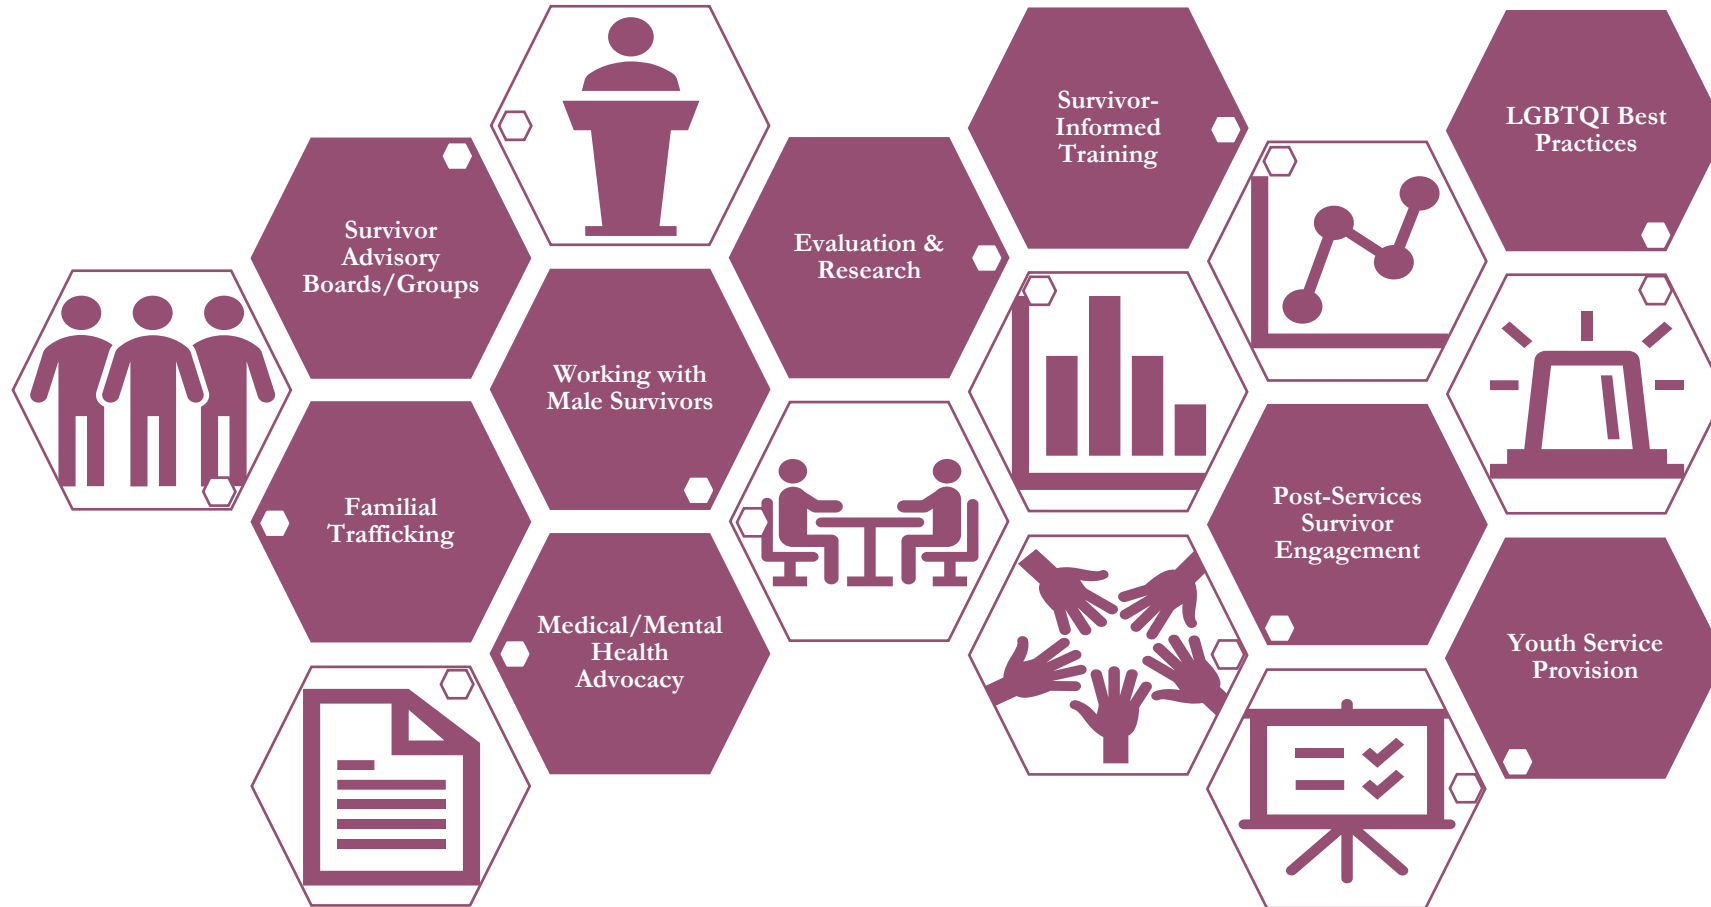 Survivor
Advisory
Boards/Groups
Familial
Trafficking
Working with
Male Survivors
Medical/Mental
Health
Advocacy
Evaluation &
Research
Survivor-
Informed
Training
Post-Services
Survivor
Engagement
LGBTQI Best
Practices
Youth Service
Provision